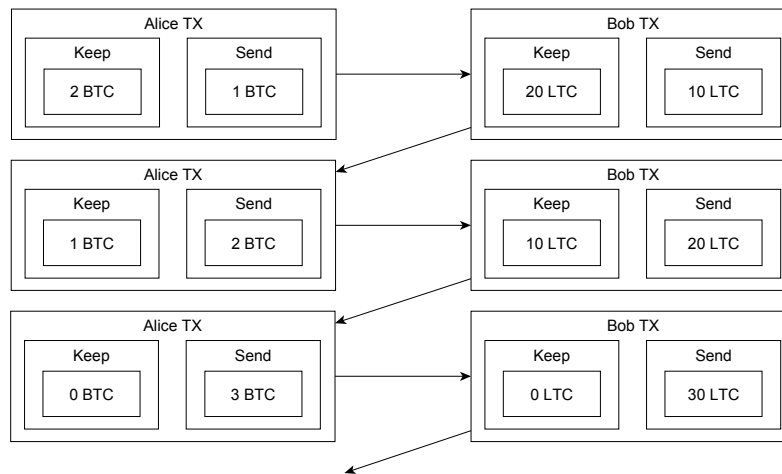 Alice TX
Keep
2 BTC
Send
1 BTC
Bob TX
Keep
20 LTC
Send
10 LTC
Alice TX
Keep
1 BTC
Send
2 BTC
Bob TX
Keep
10 LTC
Send
20 LTC
Alice TX
Keep
0 BTC
Send
3 BTC
Bob TX
Keep
0 LTC
Send
30 LTC